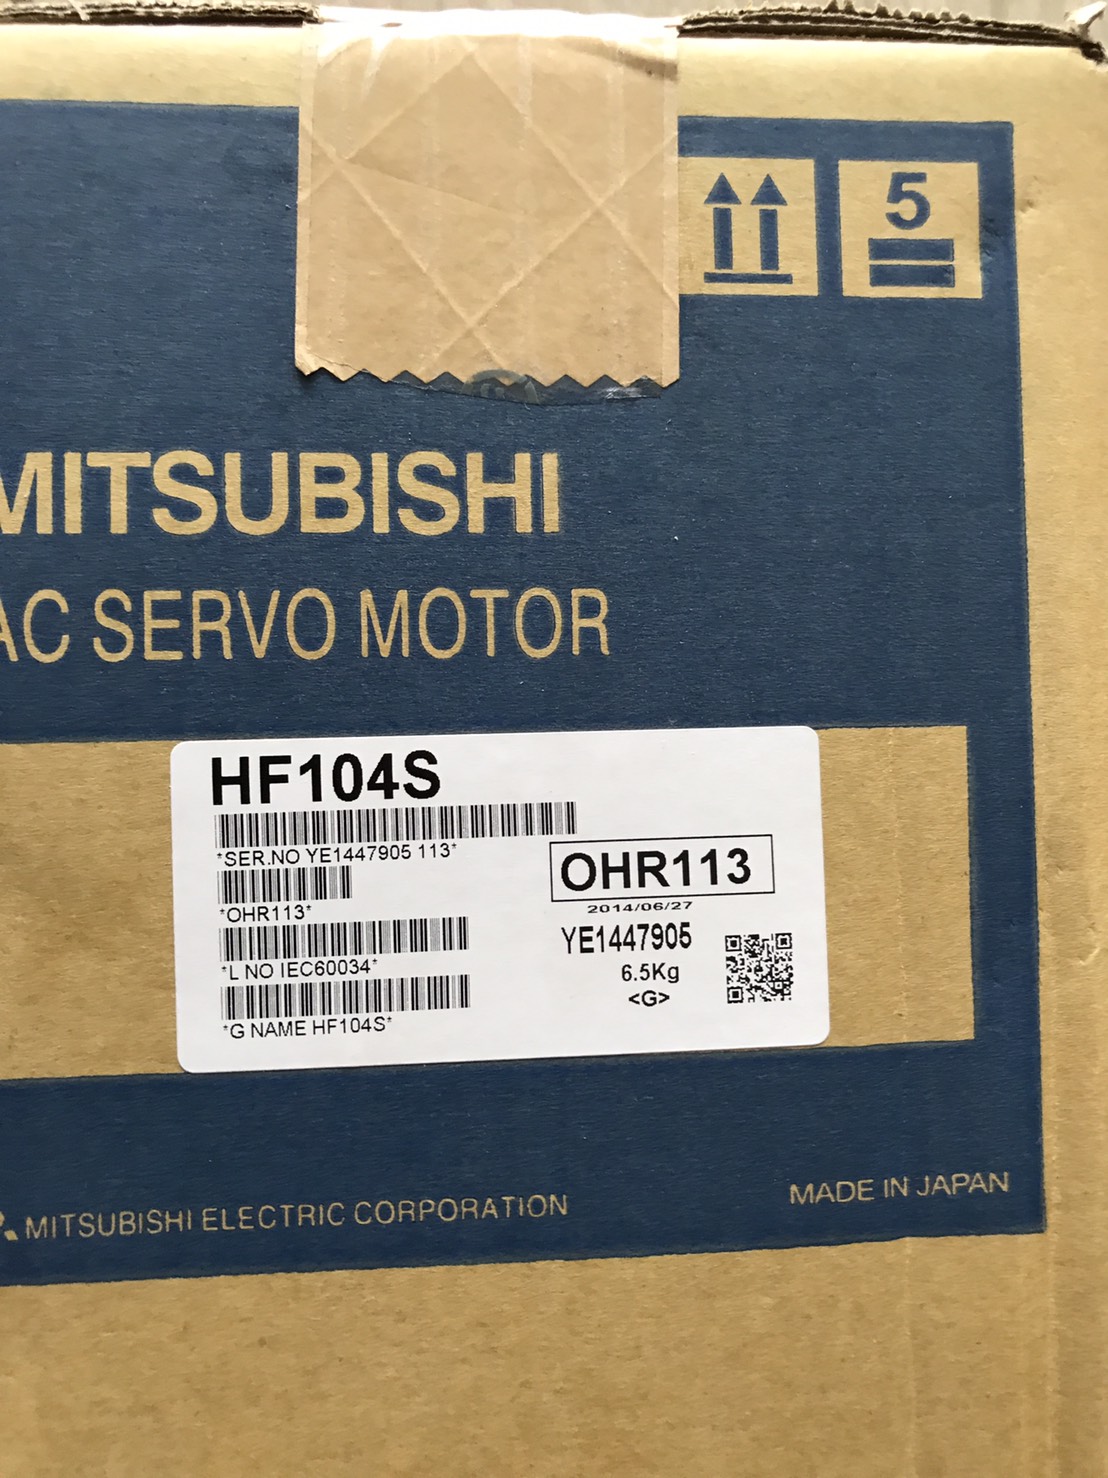 5
MITSUBISHI
AC SERVO MOTOR
HF104S
*SER.NO YE1447905 113*
*OHR113*
*L NO IEC60034*
*G NAME HF104S*
OHR113
2014/06/27
YE1447905
6.5Kg
<G>
MITSUBISHI ELECTRIC CORPORATION
MADE IN JAPAN